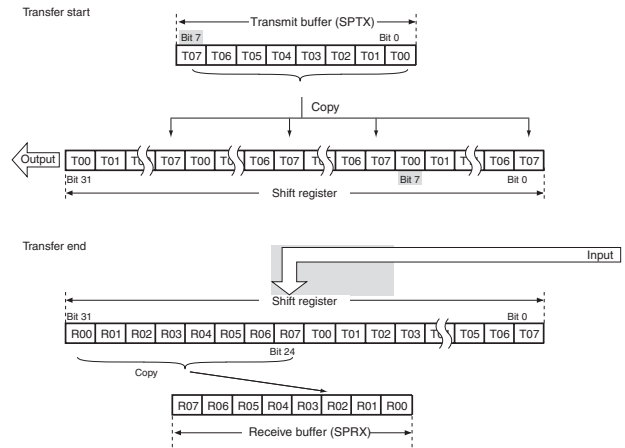 Transfer start
Transmit buffer (SPTX)
Bit 7 Bit 0
T07 T06 T05 T04 T03 T02 T01 T00
Copy
Output T00 T01 T07 T00 T06 T07 T06 T07 T00 T01 T06 T07
Bit 31 Bit 7 Bit 0
Shift register
Transfer end
Input
Shift register
Bit 31 Bit 0
R00 R01 R02 R03 R04 R05 R06 R07 T00 T01 T02 T03 T05 T06 T07
Bit 24
Copy
R07 R06 R05 R04 R03 R02 R01 R00
Receive buffer (SPRX)